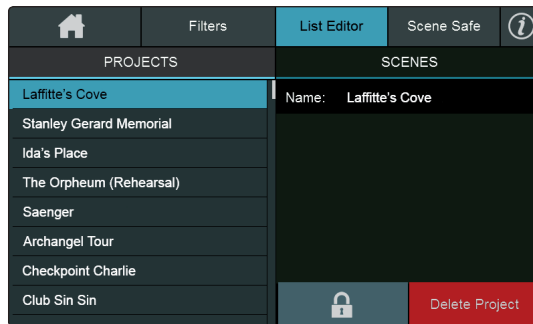 Filters
List Editor
Scene Safe
i
PROJECTS
SCENES
Laffitte's Cove
Stanley Gerard Memorial
Ida's Place
The Orpheum (Rehearsal)
Saenger
Archangel Tour
Checkpoint Charlie
Club Sin Sin
Name: Laffitte's Cove
Delete Project